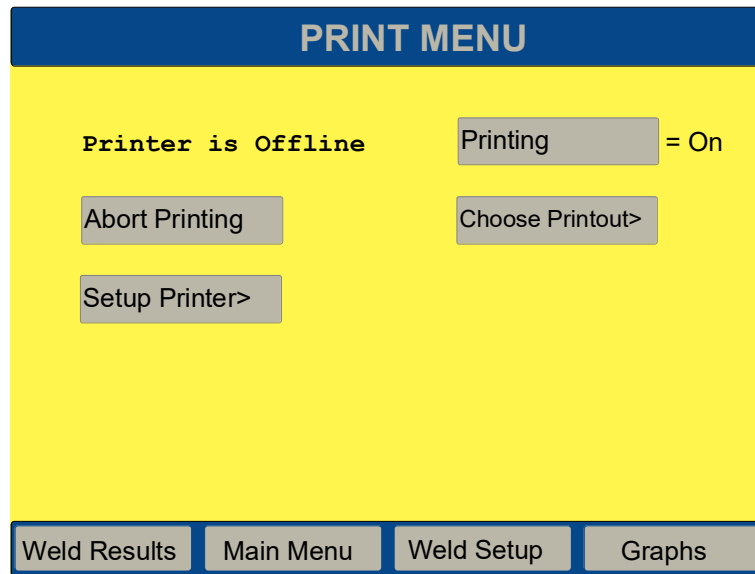 PRINT MENU
Printer is Offline
Printing = On
Abort Printing
Choose Printout>
Setup Printer>
Weld Results
Main Menu
Weld Setup
Graphs